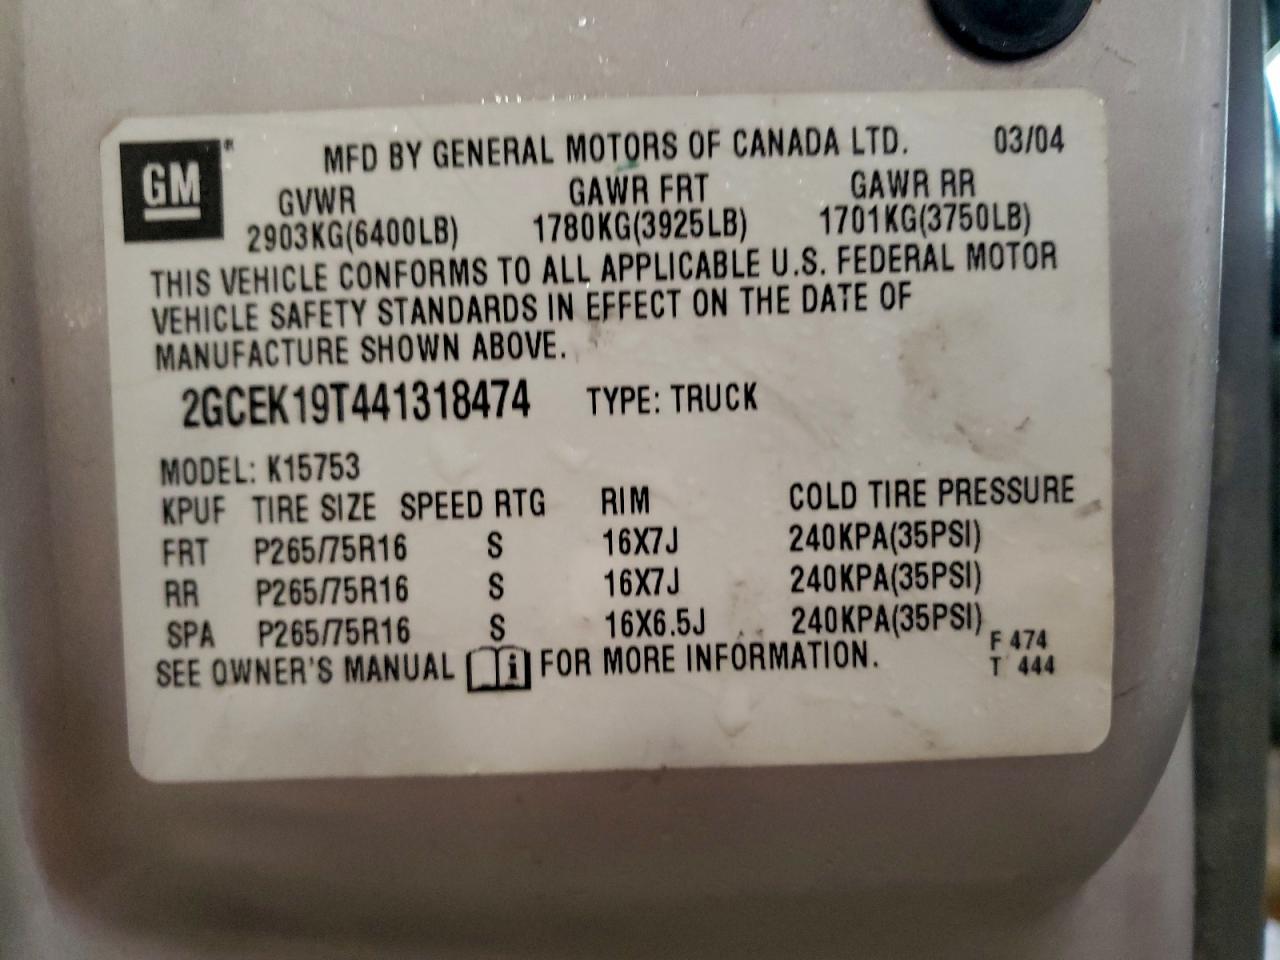 GM® MFD BY GENERAL MOTORS OF CANADA LTD. 03/04
GVWR GAWR FRT GAWR RR
2903KG(6400LB) 1780KG(3925LB) 1701KG(3750LB)
THIS VEHICLE CONFORMS TO ALL APPLICABLE U.S. FEDERAL MOTOR
VEHICLE SAFETY STANDARDS IN EFFECT ON THE DATE OF
MANUFACTURE SHOWN ABOVE.
2GCEK19T441318474 TYPE: TRUCK
MODEL: K15753
KPUF TIRE SIZE SPEED RTG RIM COLD TIRE PRESSURE
FRT P265/75R16 S 16X7J 240KPA(35PSI)
RR P265/75R16 S 16X7J 240KPA(35PSI)
SPA P265/75R16 S 16X6.5J 240KPA(35PSI)
F 474
SEE OWNER'S MANUAL i FOR MORE INFORMATION. T 444